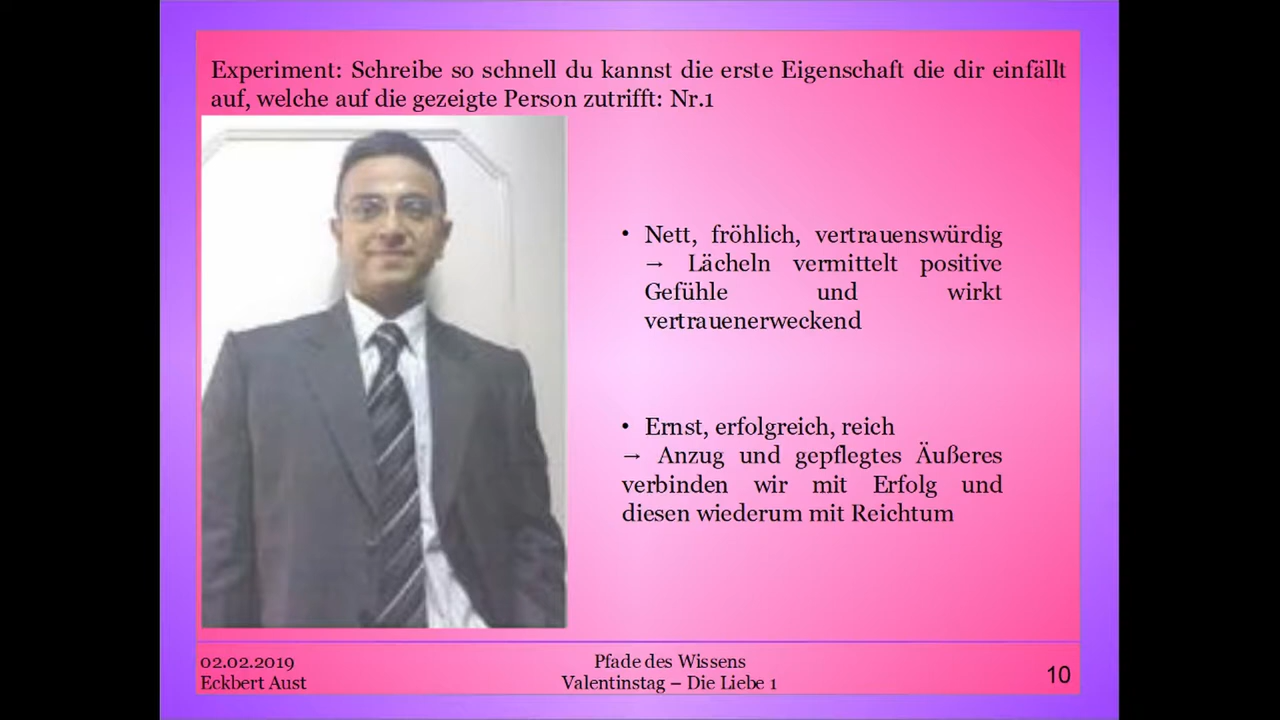 Experiment: Schreibe so schnell du kannst die erste Eigenschaft die dir einfällt
auf, welche auf die gezeigte Person zutrifft: Nr.1
• Nett, fröhlich, vertrauenswürdig
→ Lächeln vermittelt positive
Gefühle und wirkt
vertrauenerweckend
• Ernst, erfolgreich, reich
→ Anzug und gepflegtes Äußeres
verbinden wir mit Erfolg und
diesen wiederum mit Reichtum
02.02.2019
Eckbert Aust
Pfade des Wissens
Valentinstag – Die Liebe 1
10